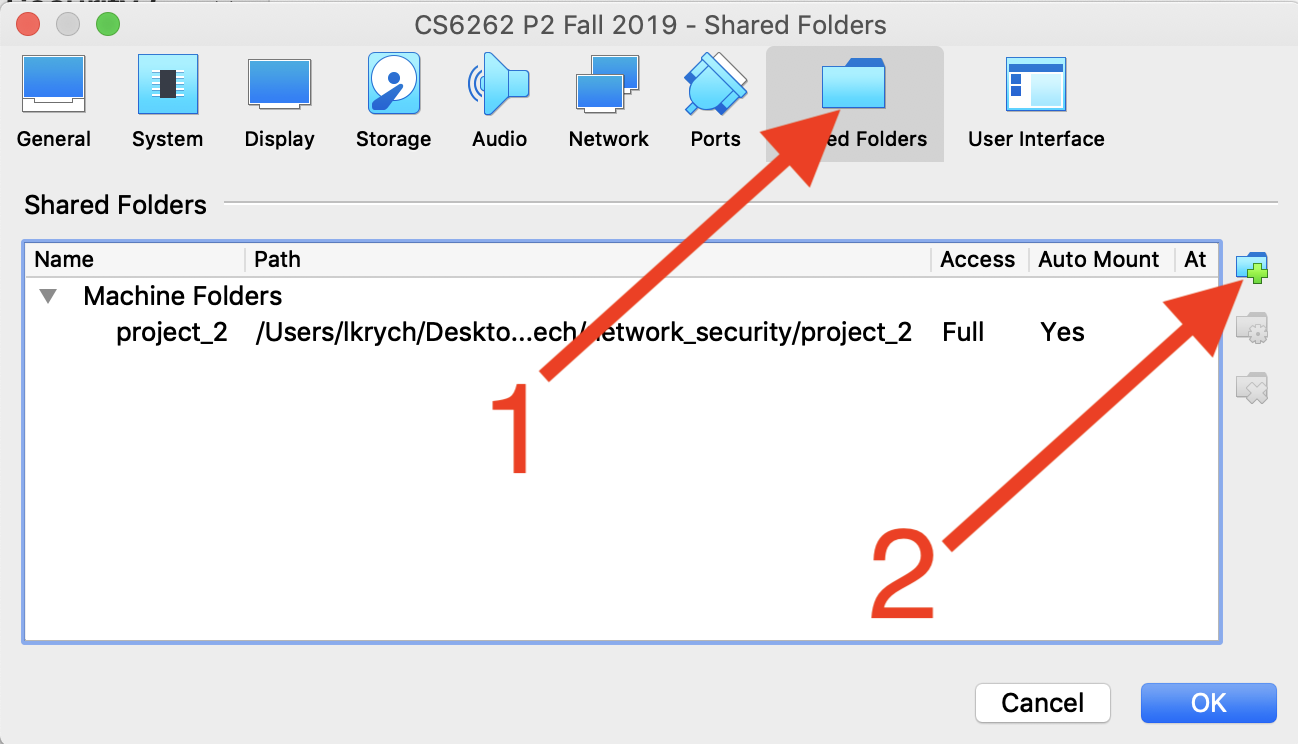 CS6262 P2 Fall 2019 - Shared Folders
General System Display Storage Audio Network Ports ed Folders User Interface
Shared Folders
Name Path Access Auto Mount At
Machine Folders
project_2 /Users/lkrych/Deskto...ech/network_security/project_2 Full Yes
1
2
Cancel OK